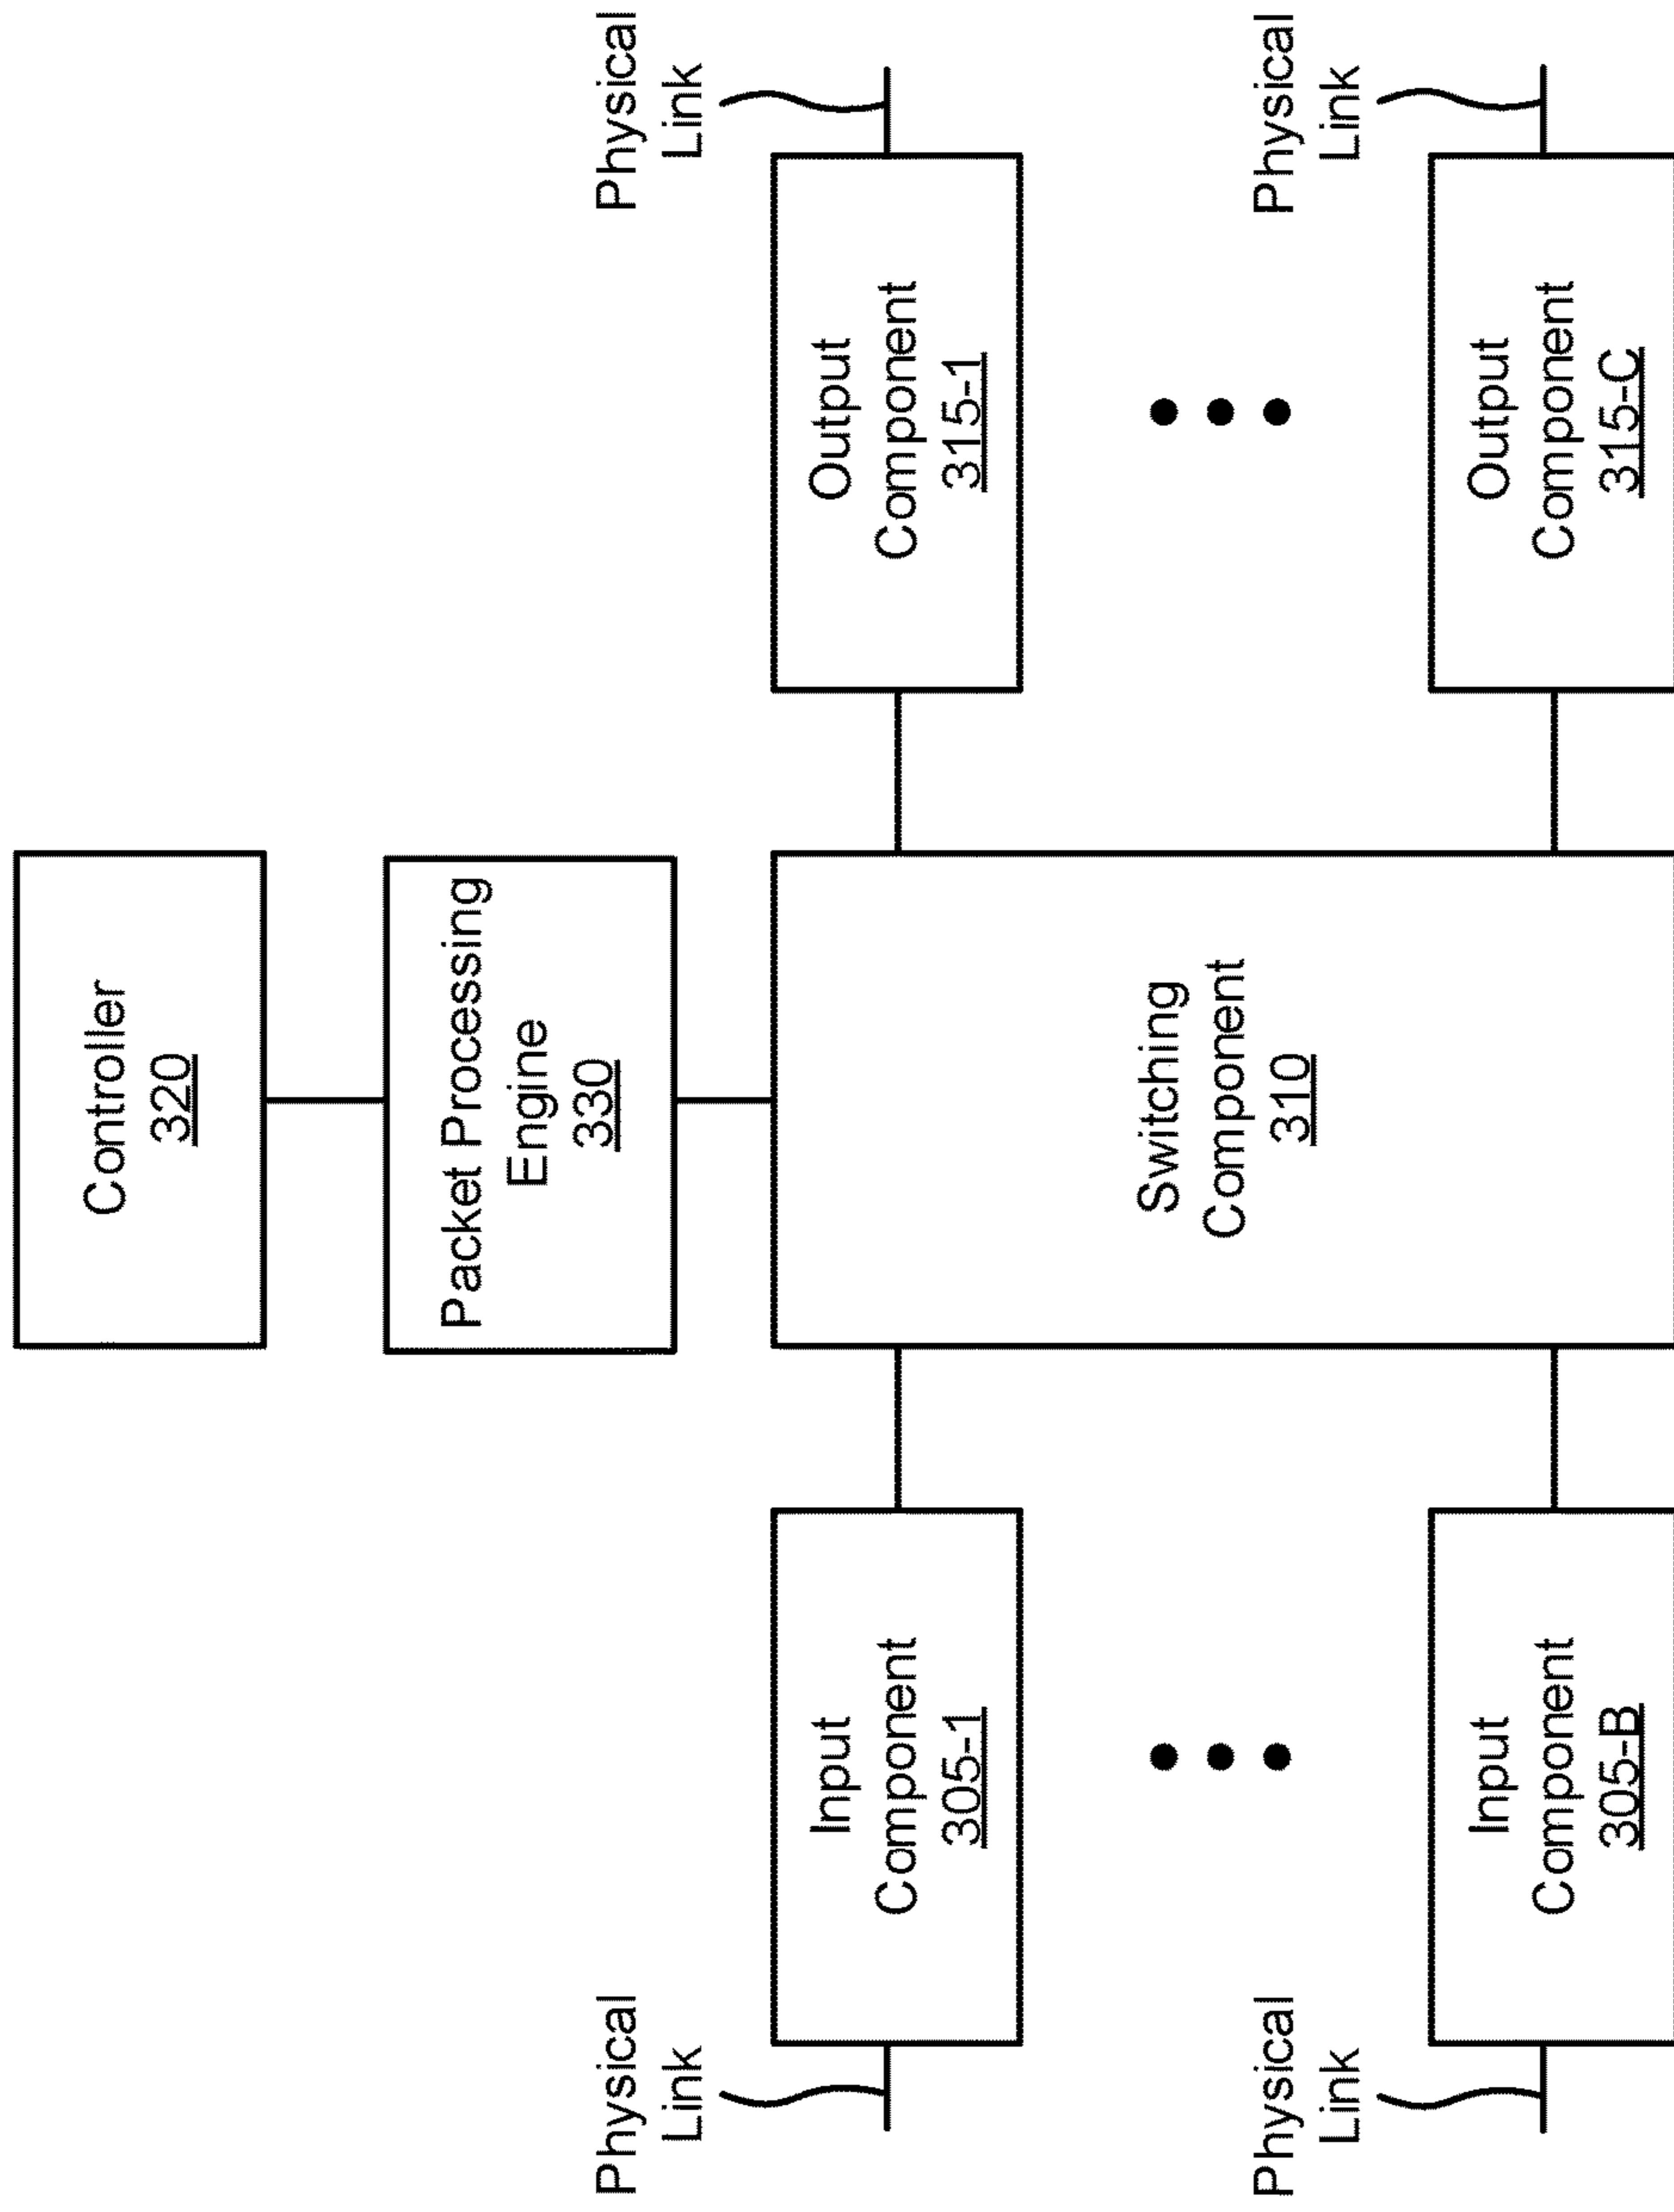 Controller
320
Packet Processing
Engine
330
Physical
Link
Input
Component
305-1
Switching
Component
310
Output
Component
315-1
Physical
Link
Physical
Link
Input
Component
305-B
Output
Component
315-C
Physical
Link